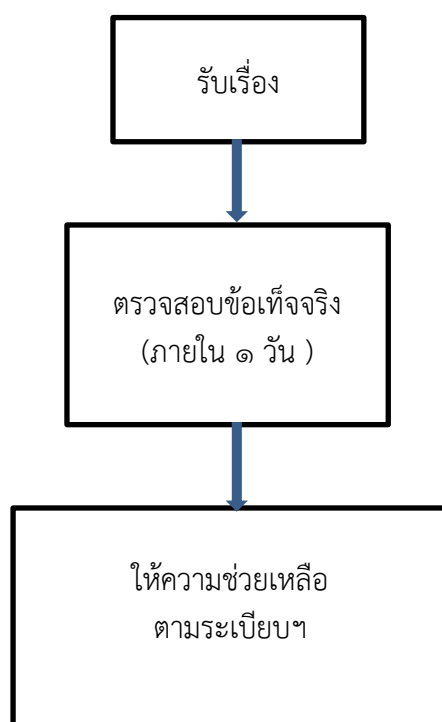 รับเรื่อง
ตรวจสอบข้อเท็จจริง
(ภายใน ๑ วัน )
ให้ความช่วยเหลือ
ตามระเบียบฯ